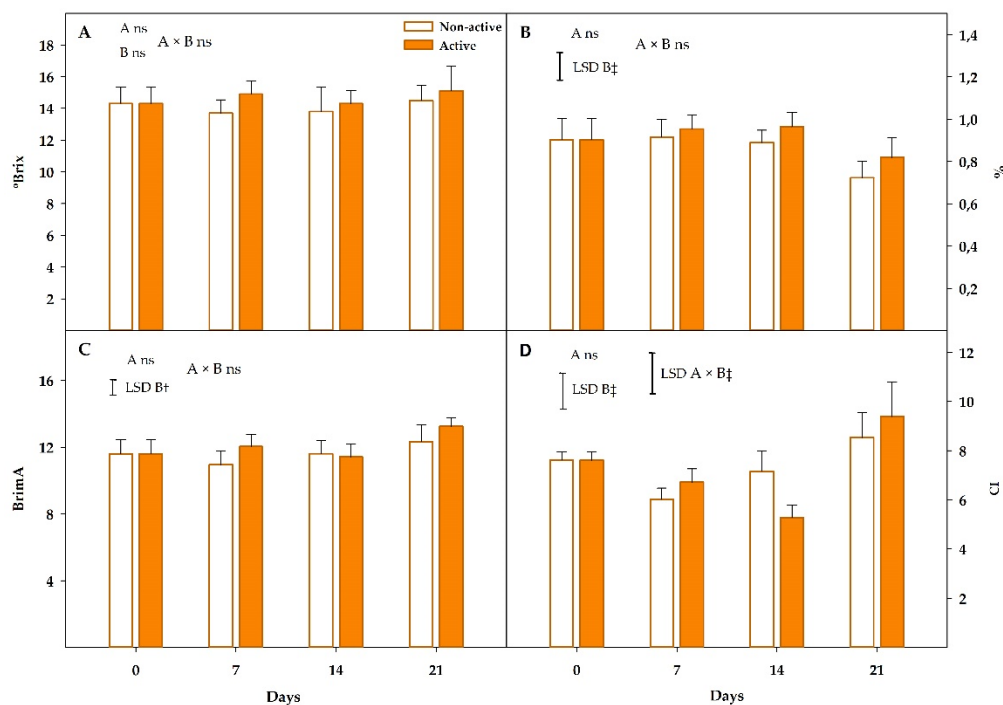 A
A ns
B ns
A × B ns
Non-active
Active
18
16
14
12
10
8
6
4
2
ºBrix
B
A ns
A × B ns
LSD B‡
1,4
1,2
1,0
0,8
0,6
0,4
0,2
%
C
A ns
A × B ns
LSD B†
16
12
8
4
BrimA
0
7
14
21
Days
D
A ns
LSD B‡
LSD A × B‡
12
10
8
6
4
2
CI
0
7
14
21
Days